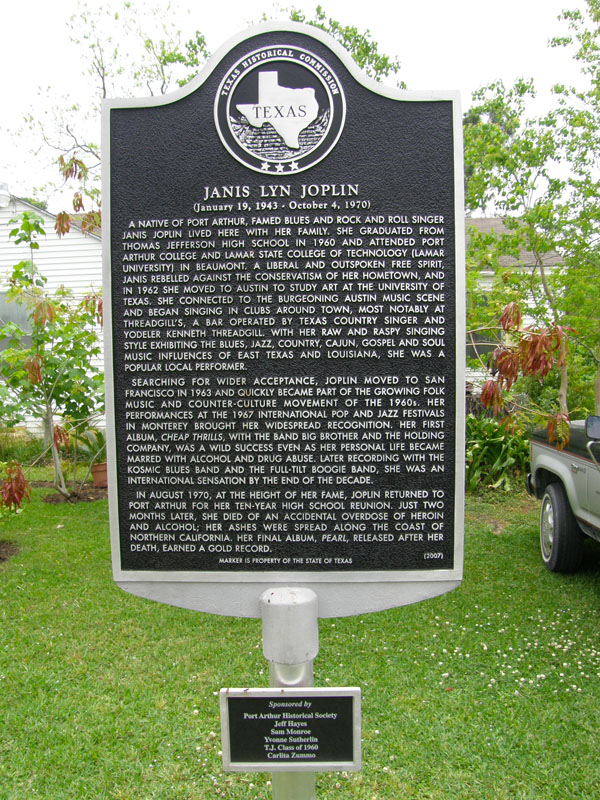 TEXAS HISTORICAL COMMISSION
TEXAS
JANIS LYN JOPLIN
(January 19, 1943 • October 4, 1970)
A NATIVE OF PORT ARTHUR, FAMED BLUES AND ROCK AND ROLL SINGER
JANIS JOPLIN LIVED HERE WITH HER FAMILY. SHE GRADUATED FROM
THOMAS JEFFERSON HIGH SCHOOL IN 1960 AND ATTENDED PORT
ARTHUR COLLEGE AND LAMAR STATE COLLEGE OF TECHNOLOGY (LAMAR
UNIVERSITY) IN BEAUMONT. A LIBERAL AND OUTSPOKEN FREE SPIRIT,
JANIS REBELLED AGAINST THE CONSERVATISM OF HER HOMETOWN, AND
IN 1962 SHE MOVED TO AUSTIN TO STUDY ART AT THE UNIVERSITY OF
TEXAS. SHE CONNECTED TO THE BURGEONING AUSTIN MUSIC SCENE
AND BEGAN SINGING IN CLUBS AROUND TOWN, MOST NOTABLY AT
THREADGILL'S, A BAR OPERATED BY TEXAS COUNTRY SINGER AND
YODELER KENNETH THREADGILL. WITH HER RAW AND RASPY SINGING
STYLE EXHIBITING THE BLUES, JAZZ, COUNTRY, CAJUN, GOSPEL AND SOUL
MUSIC INFLUENCES OF EAST TEXAS AND LOUISIANA, SHE WAS A
POPULAR LOCAL PERFORMER.
SEARCHING FOR WIDER ACCEPTANCE, JOPLIN MOVED TO SAN
FRANCISCO IN 1963 AND QUICKLY BECAME PART OF THE GROWING FOLK
MUSIC AND COUNTER-CULTURE MOVEMENT OF THE 1960s. HER
PERFORMANCES AT THE 1967 INTERNATIONAL POP AND JAZZ FESTIVALS
IN MONTEREY BROUGHT HER WIDESPREAD RECOGNITION. HER FIRST
ALBUM, CHEAP THRILLS, WITH THE BAND BIG BROTHER AND THE HOLDING
COMPANY, WAS A WILD SUCCESS EVEN AS HER PERSONAL LIFE BECAME
MARRED WITH ALCOHOL AND DRUG ABUSE. LATER RECORDING WITH THE
KOSMIC BLUES BAND AND THE FULL-TILT BOOGIE BAND, SHE WAS AN
INTERNATIONAL SENSATION BY THE END OF THE DECADE.
IN AUGUST 1970, AT THE HEIGHT OF HER FAME, JOPLIN RETURNED TO
PORT ARTHUR FOR HER TEN-YEAR HIGH SCHOOL REUNION. JUST TWO
MONTHS LATER, SHE DIED OF AN ACCIDENTAL OVERDOSE OF HEROIN
AND ALCOHOL; HER ASHES WERE SPREAD ALONG THE COAST OF
NORTHERN CALIFORNIA. HER FINAL ALBUM, PEARL, RELEASED AFTER HER
DEATH, EARNED A GOLD RECORD.
(2007)
MARKER IS PROPERTY OF THE STATE OF TEXAS
Sponsored by
Port Arthur Historical Society
Jeff Hayes
Sam Monroe
Yvonne Sutherlin
T.J. Class of 1960
Carlita Zummo